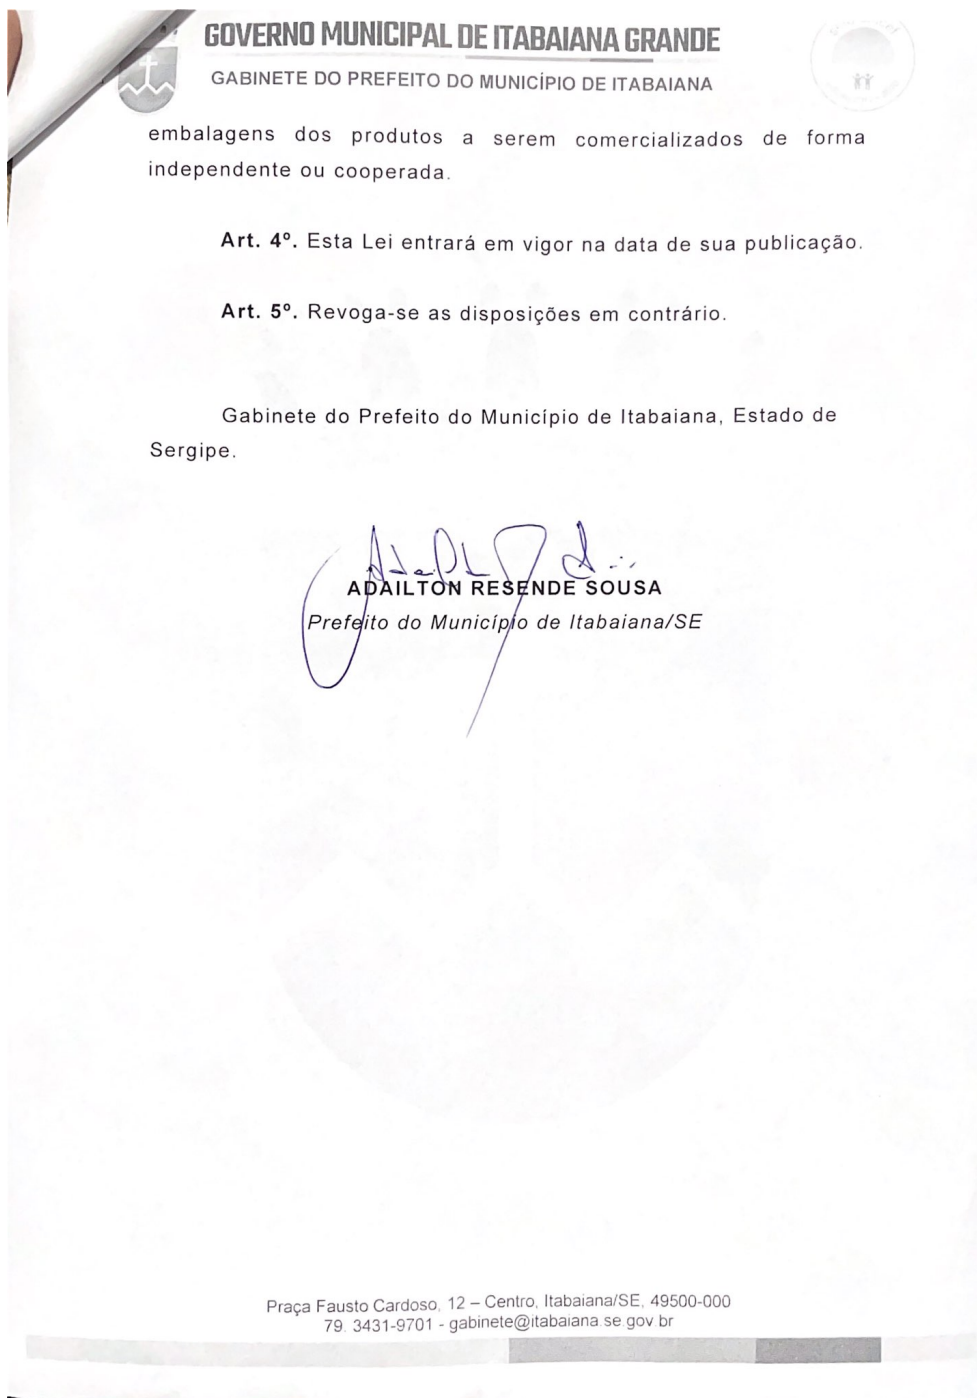 GOVERNO MUNICIPAL DE ITABAIANA GRANDE
GABINETE DO PREFEITO DO MUNICÍPIO DE ITABAIANA
embalagens dos produtos a serem comercializados de forma
independente ou cooperada.
Art. 4º. Esta Lei entrará em vigor na data de sua publicação.
Art. 5º. Revoga-se as disposições em contrário.
Gabinete do Prefeito do Município de Itabaiana, Estado de
Sergipe.
ADAILTON RESENDE SOUSA
Prefeito do Município de Itabaiana/SE
Praça Fausto Cardoso, 12 – Centro, Itabaiana/SE, 49500-000
79. 3431-9701 - gabinete@itabaiana.se.gov.br